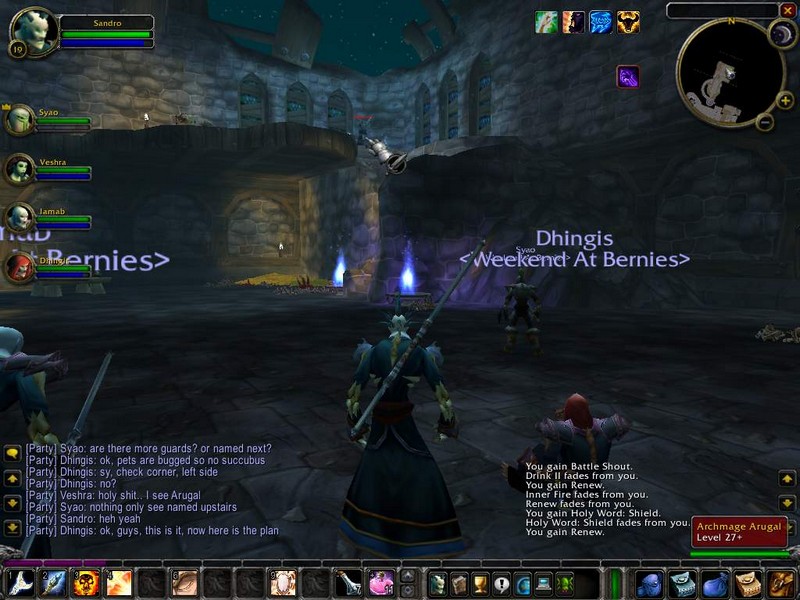 Sandro
19
N
Syao
Veshra
Iamab
Dhingis
Bernies>
Dhingis
<Weekend At Bernies>
Syao
[Party] Syao: are there more guards? or named next?
[Party] Dhingis: ok, pets are bugged so no succubus
[Party] Dhingis: sy, check corner, left side
[Party] Dhingis: no?
[Party] Veshra: holy shit.. I see Arugal
[Party] Syao: nothing only see named upstairs
[Party] Sandro: heh yeah
[Party] Dhingis: ok, guys, this is it, now here is the plan
You gain Battle Shout.
Drink II fades from you.
You gain Renew.
Inner Fire fades from you.
Renew fades from you.
You gain Holy Word: Shield.
Holy Word: Shield fades from you.
You gain Renew.
Archmage Arugal
Level 27+